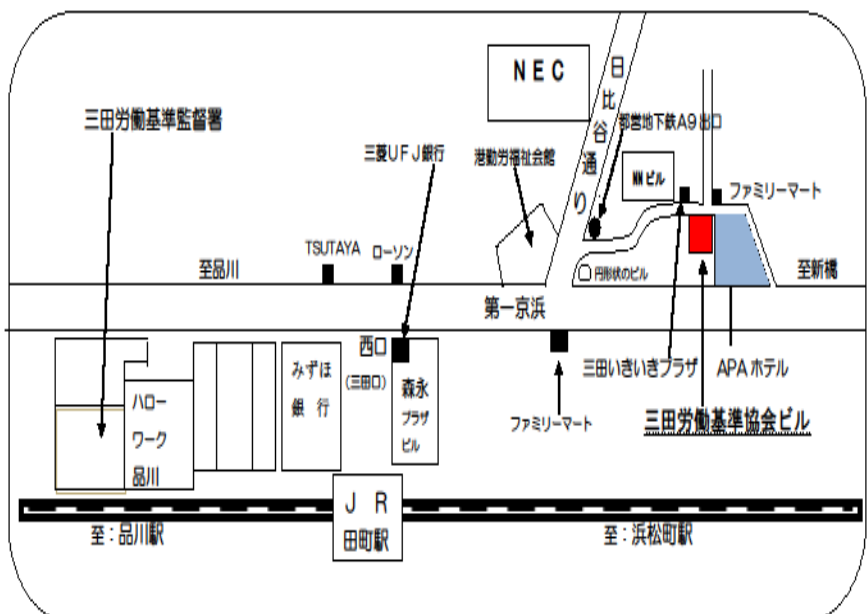 NEC
日比谷通り
三田労働基準監督署
都営地下鉄A9出口
三菱UFJ銀行
港勤労福祉会館
NNビル
ファミリーマート
TSUTAYA
ローソン
至品川
円形状のビル
至新橋
第一京浜
西口
(三田口)
みずほ
銀 行
森永
プラザ
ビル
三田いきいきプラザ
APAホテル
ハロー
ワーク
品川
ファミリーマート
三田労働基準協会ビル
J R
田町駅
至:品川駅
至:浜松町駅